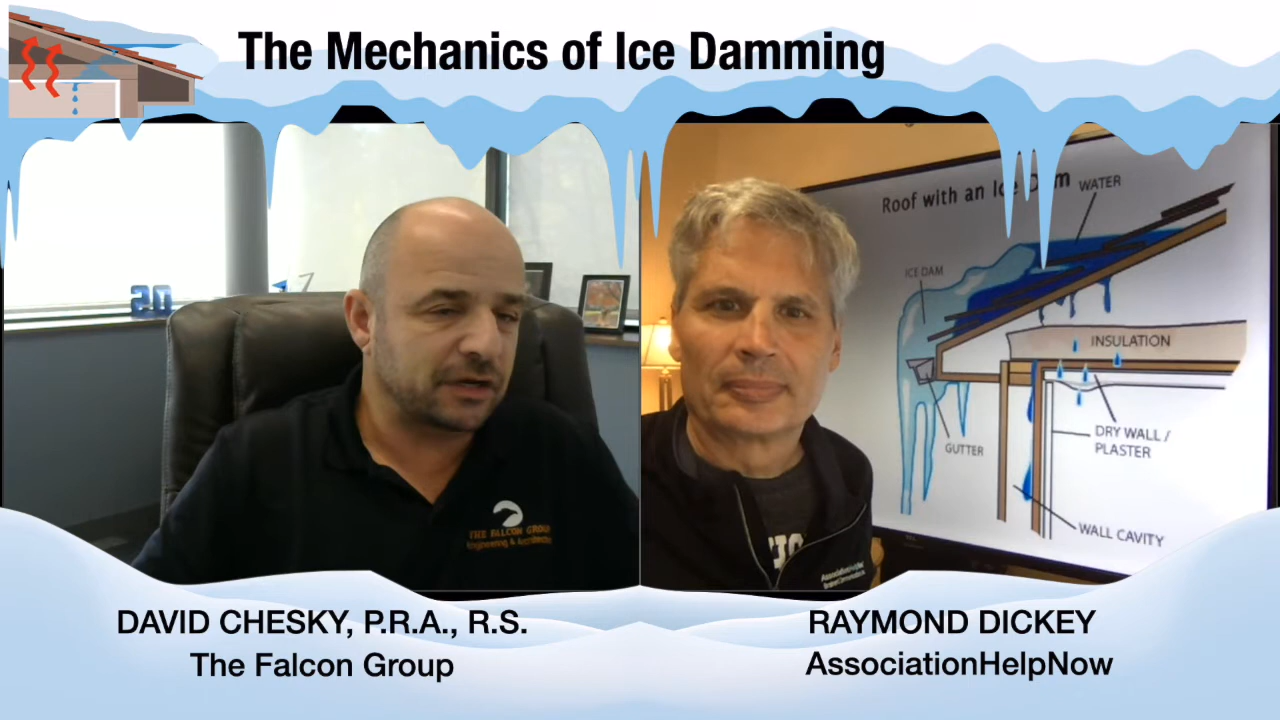 The Mechanics of Ice Damming
Roof with an Ice
WATER
ICE DAM
INSULATION
GUTTER
DRY WALL /
PLASTER
WALL CAVITY
THE FALCON GROUP
Engineering & Architecture
DAVID CHESKY, P.R.A., R.S.
The Falcon Group
RAYMOND DICKEY
AssociationHelpNow